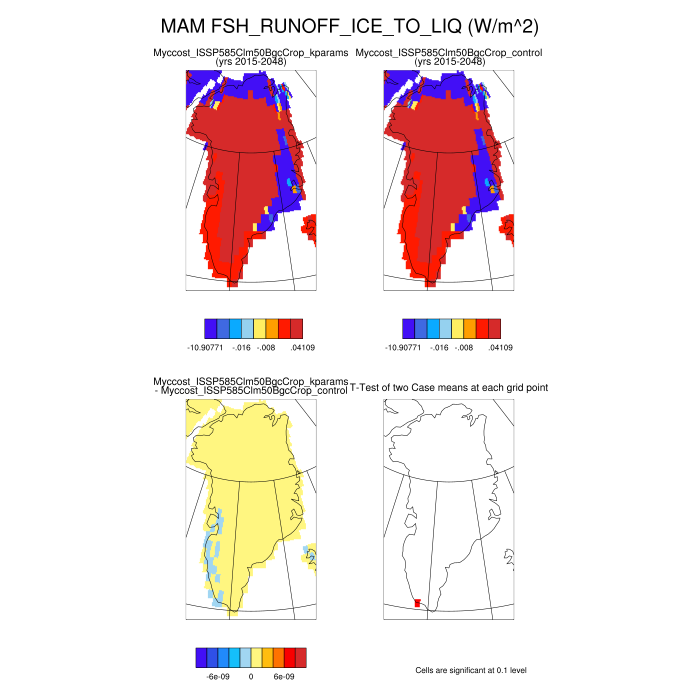 MAM FSH_RUNOFF_ICE_TO_LIQ (W/m^2)
Myccost_ISSP585Clm50BgcCrop_kparams
(yrs 2015-2048)
Myccost_ISSP585Clm50BgcCrop_control
(yrs 2015-2048)
-10.90771 -.016 -.008 .04109
-10.90771 -.016 -.008 .04109
Myccost_ISSP585Clm50BgcCrop_kparams
- Myccost_ISSP585Clm50BgcCrop_control
T-Test of two Case means at each grid point
-6e-09 0 6e-09
Cells are significant at 0.1 level